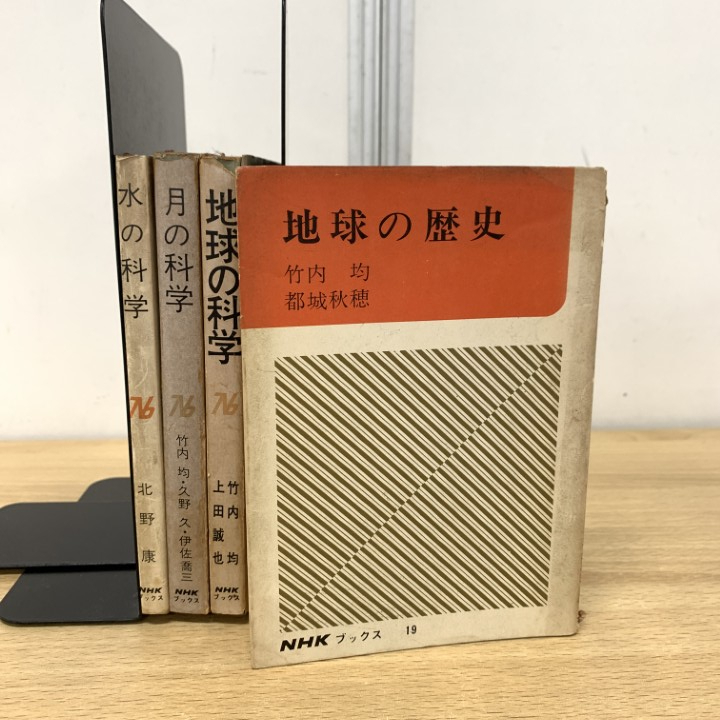 水の科学
北野康
NHK
ブックス
月の科学
竹内均・久野久・伊佐喬三
NHK
ブックス
地球の科学
竹内均
上田誠也
NHK
ブックス
地球の歴史
竹内 均
都城秋穂
NHK ブックス 19